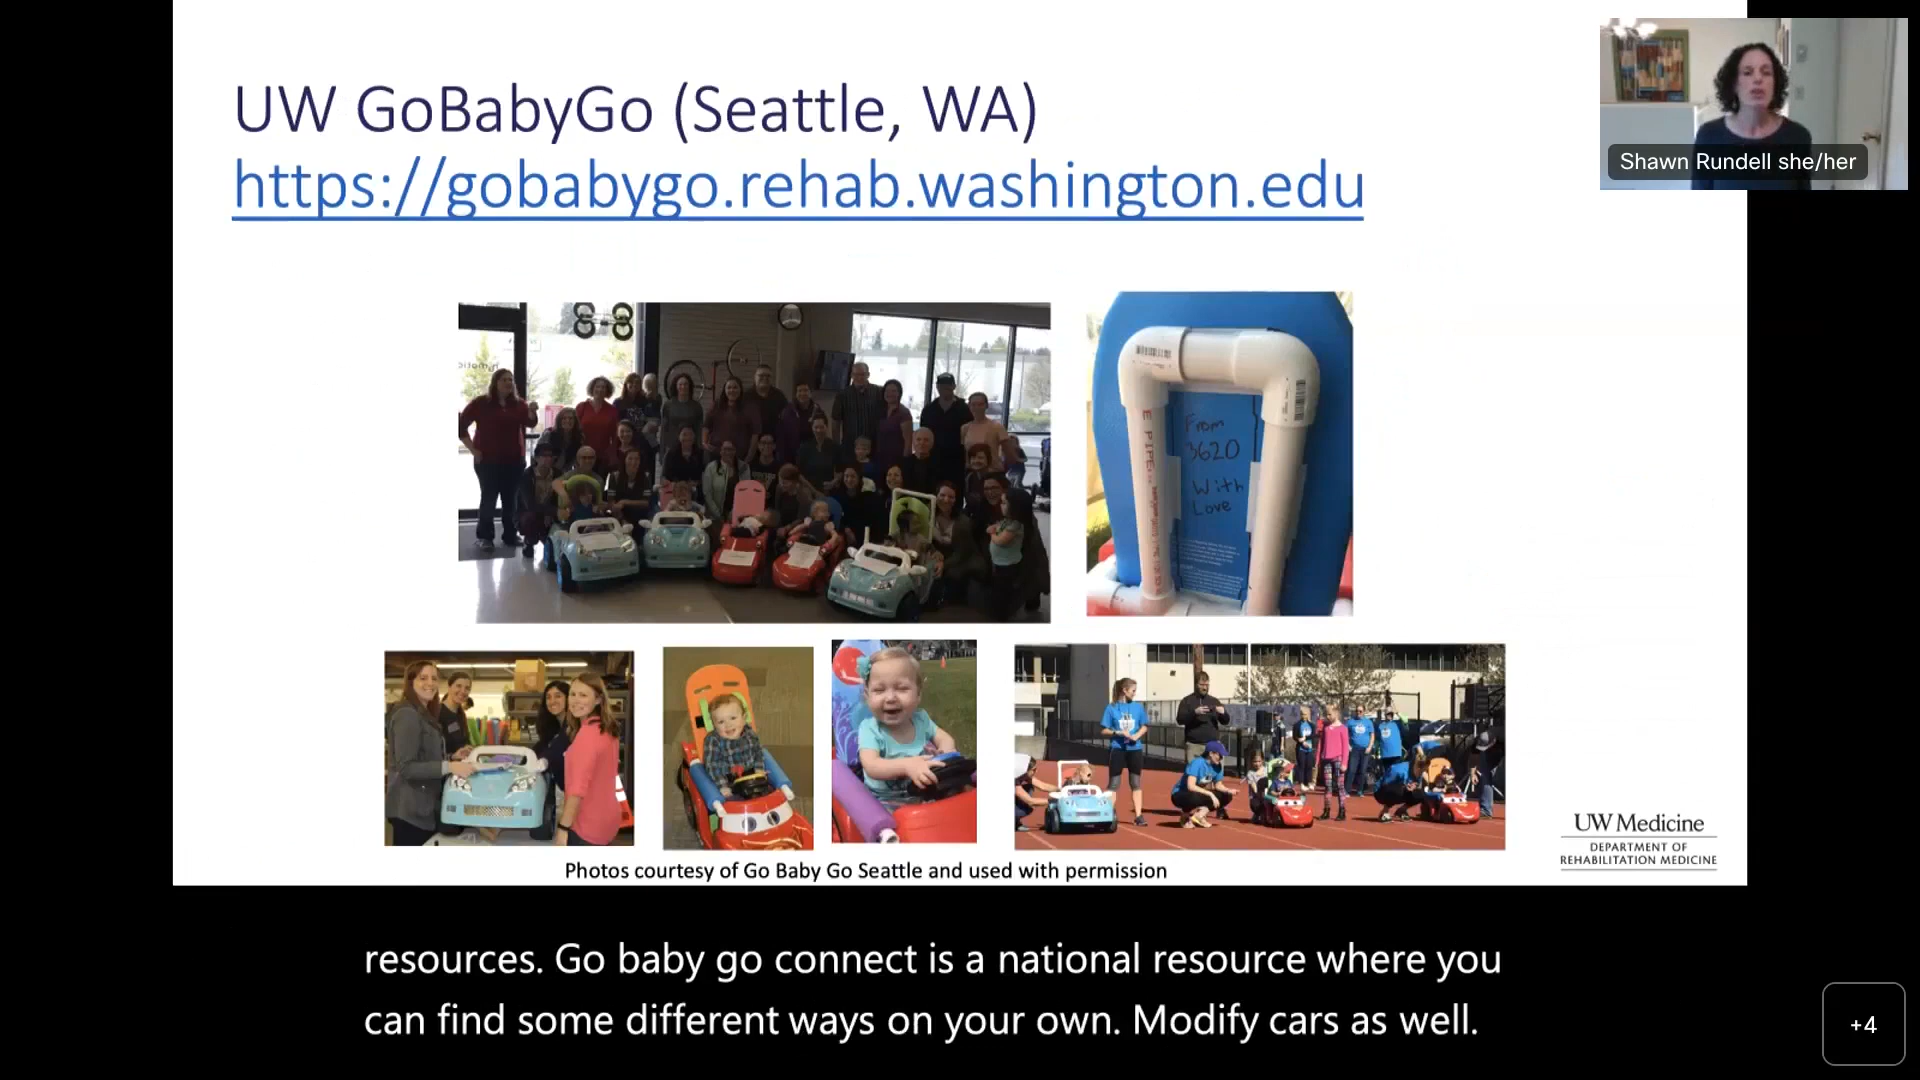 UW GoBabyGo (Seattle, WA)
https://gobabygo.rehab.washington.edu
Shawn Rundell she/her
From
3620
With
Love
E PIPE
UW Medicine
DEPARTMENT OF
REHABILITATION MEDICINE
Photos courtesy of Go Baby Go Seattle and used with permission
resources. Go baby go connect is a national resource where you
can find some different ways on your own. Modify cars as well.
+4